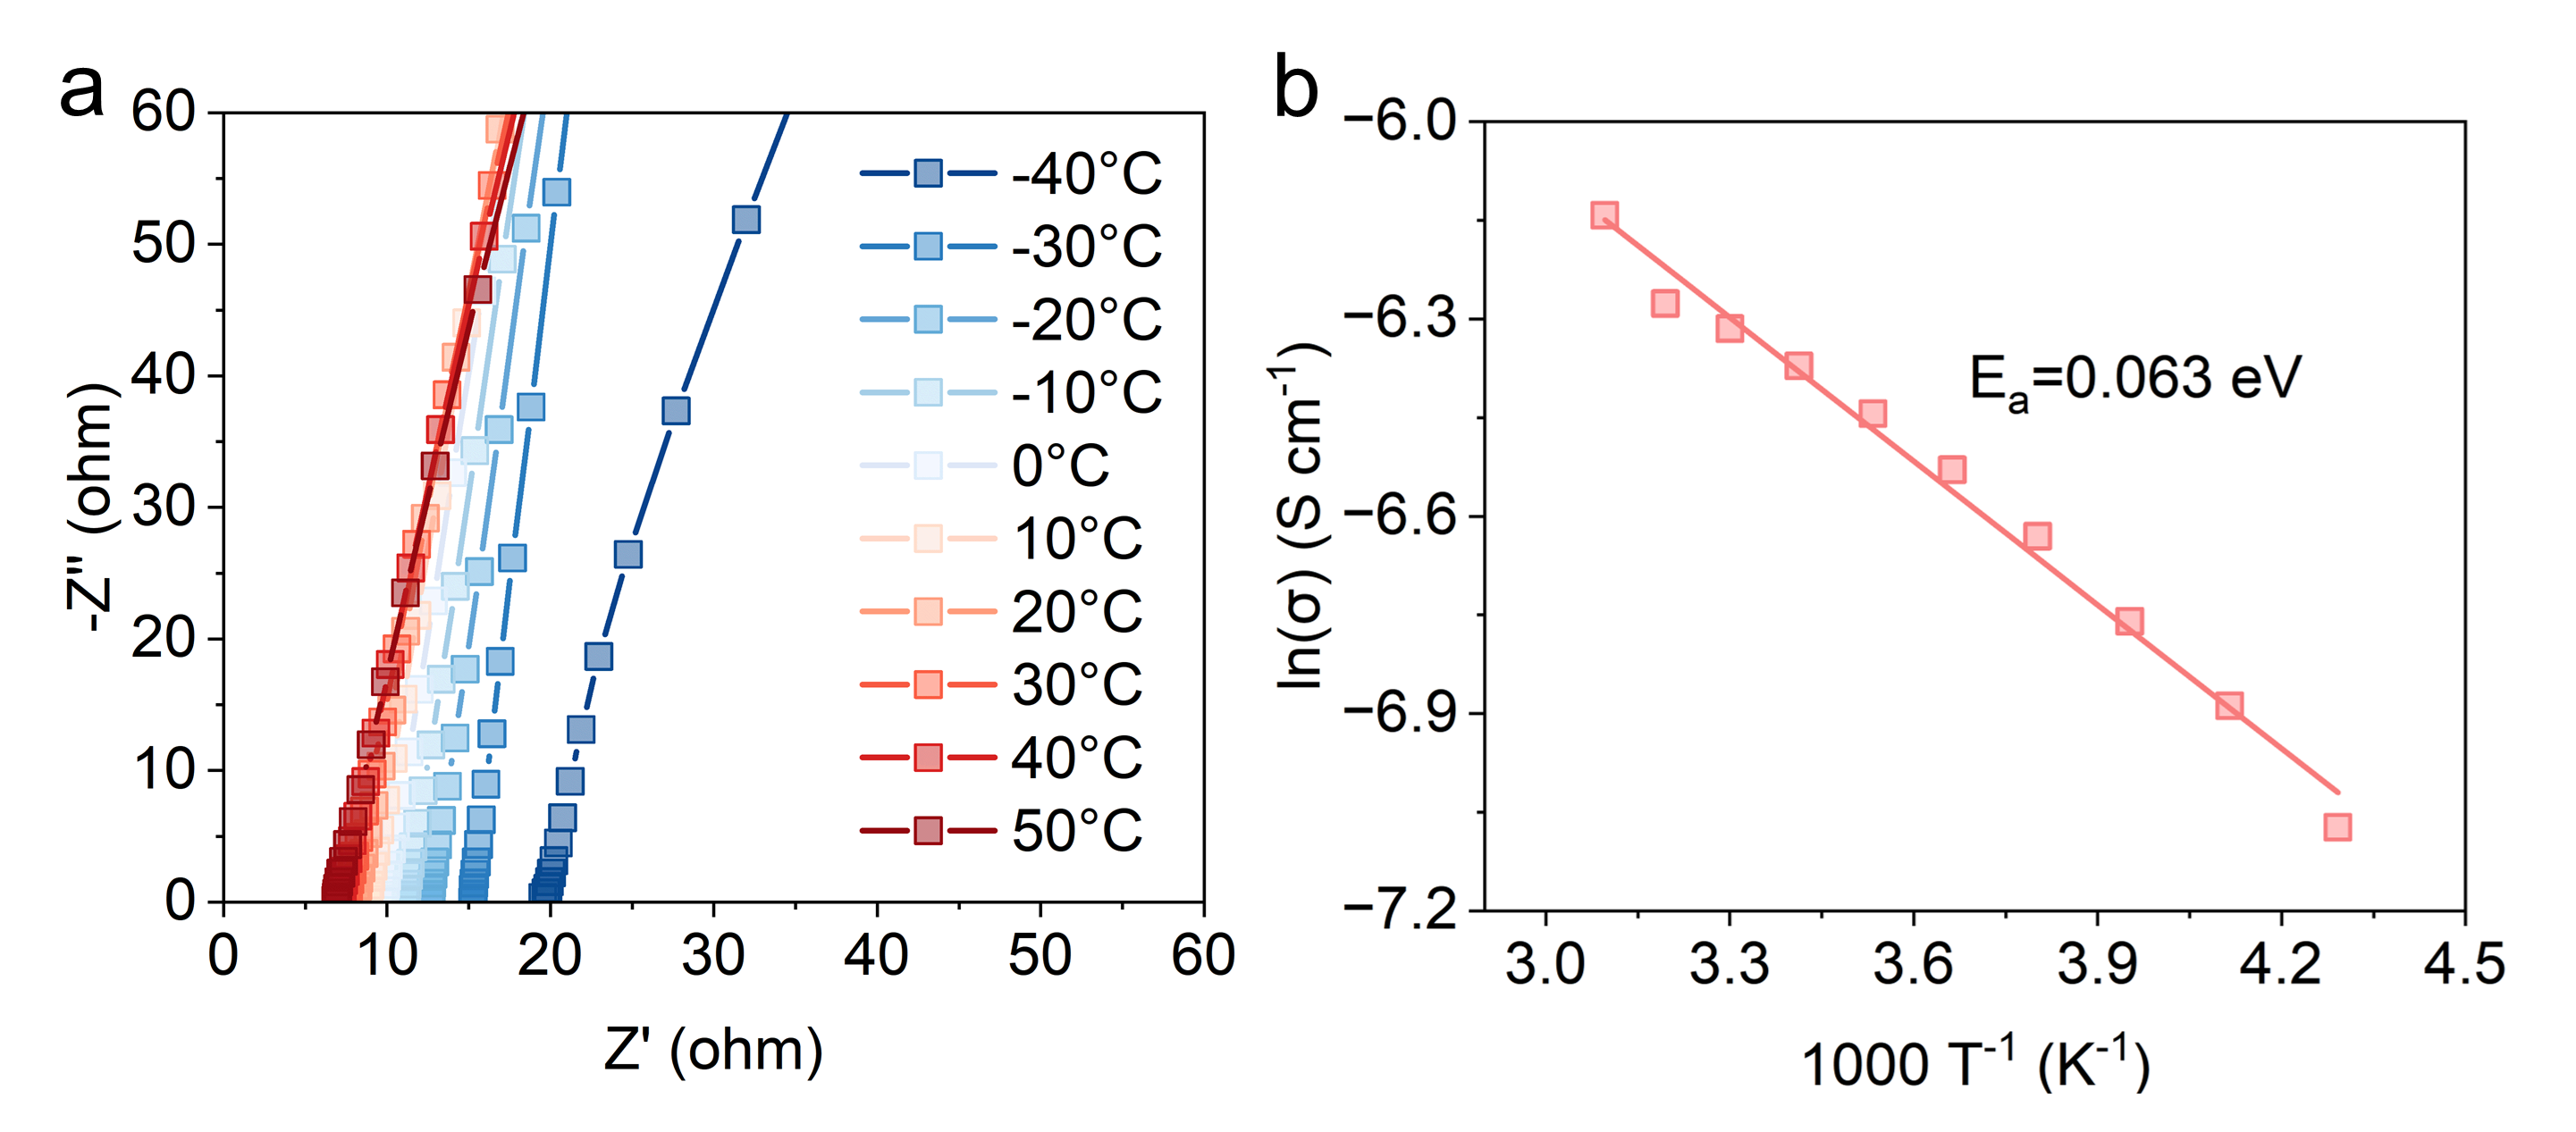 a
60
50
40
30
20
10
0
-Z" (ohm)
0 10 20 30 40 50 60
Z' (ohm)
-40°C
-30°C
-20°C
-10°C
0°C
10°C
20°C
30°C
40°C
50°C
b
−6.0
−6.3
−6.6
−6.9
−7.2
ln(σ) (S cm⁻¹)
Eₐ=0.063 eV
3.0 3.3 3.6 3.9 4.2 4.5
1000 T⁻¹ (K⁻¹)